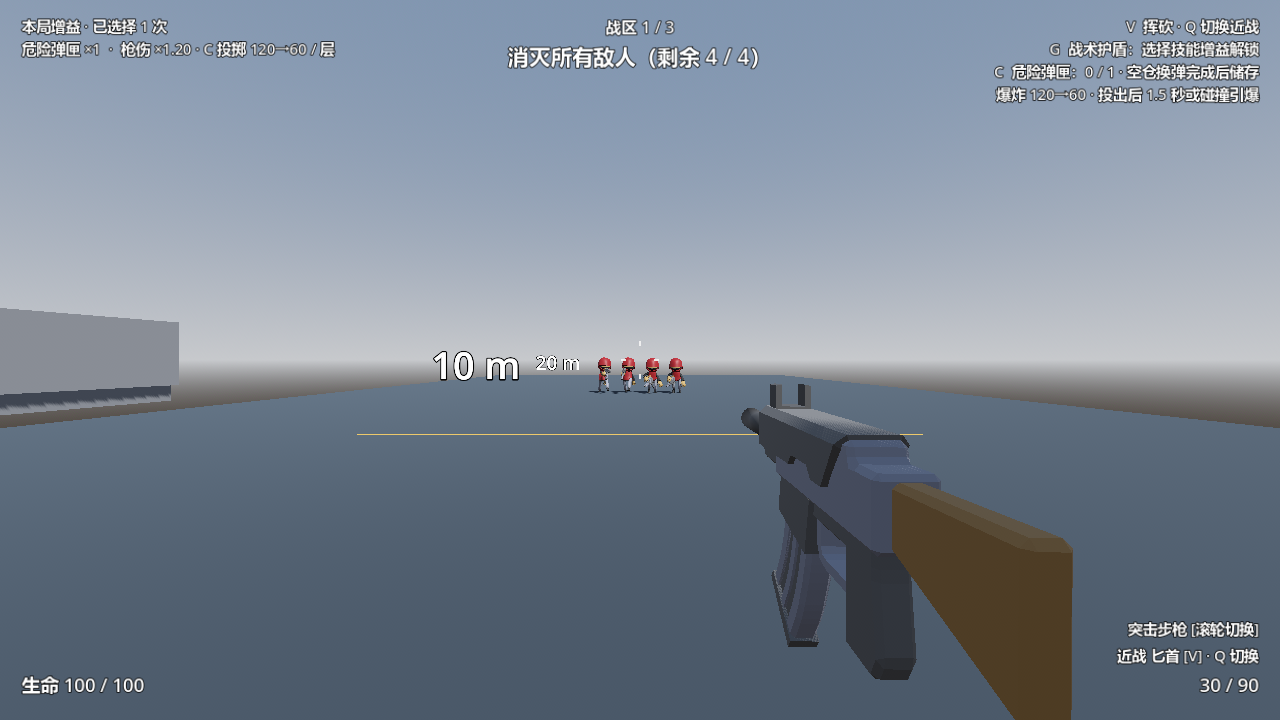 本局增益 · 已选择 1 次
危险弹匣 ×1 · 枪伤 ×1.20 · C 投掷 120→60 / 层
战区 1 / 3
消灭所有敌人（剩余 4 / 4）
V 挥砍 · Q 切换近战
G 战术护盾：选择技能增益解锁
C 危险弹匣：0 / 1 · 空仓换弹完成后储存
爆炸 120→60 · 投出后 1.5 秒或碰撞引爆
10 m 20 m
突击步枪 [滚轮切换]
近战 匕首 [V] · Q 切换
生命 100 / 100
30 / 90